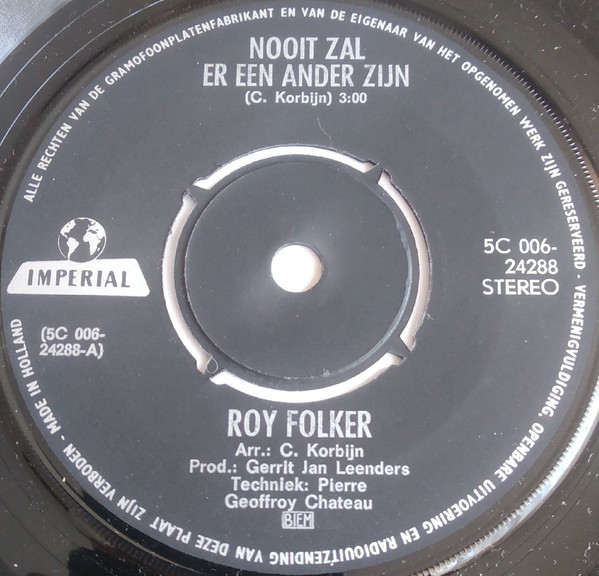 ALLE RECHTEN VAN DE GRAMOFOONPLATENFABRIKANT EN VAN DE EIGENAAR VAN HET OPGENOMEN WERK ZIJN GERESERVEERD - VERMENIGVULDIGING, OPENBARE UITVOERING EN RADIOUITZENDING VAN DEZE PLAAT ZIJN VERBODEN - MADE IN HOLLAND
NOOIT ZAL
ER EEN ANDER ZIJN
(C. Korbijn) 3:00
IMPERIAL
5C 006-
24288
STEREO
(5C 006-
24288-A)
ROY FOLKER
Arr.: C. Korbijn
Prod.: Gerrit Jan Leenders
Techniek: Pierre
Geoffroy Chateau
BIEM